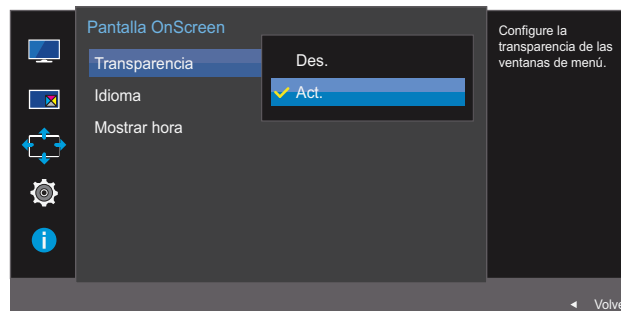 Pantalla OnScreen
Transparencia
Idioma
Mostrar hora
Des.
Act.
Configure la
transparencia de las
ventanas de menú.
Volve